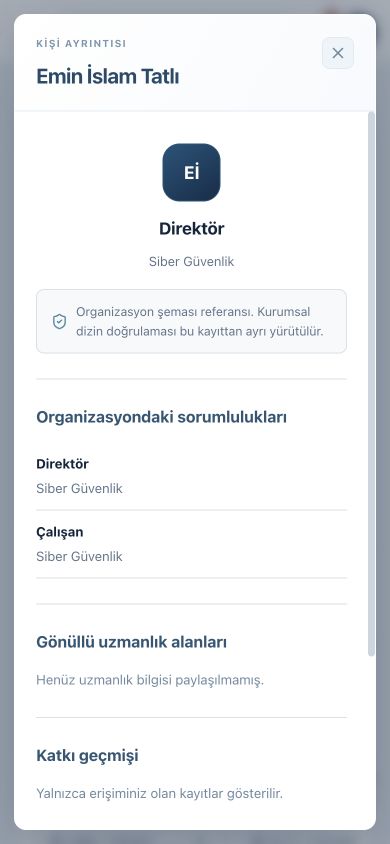 KİŞİ AYRINTISI
Emin İslam Tatlı
Eİ
Direktör
Siber Güvenlik
Organizasyon şeması referansı. Kurumsal
dizin doğrulaması bu kayıttan ayrı yürütülür.
Organizasyondaki sorumlulukları
Direktör
Siber Güvenlik
Çalışan
Siber Güvenlik
Gönüllü uzmanlık alanları
Henüz uzmanlık bilgisi paylaşılmamış.
Katkı geçmişi
Yalnızca erişiminiz olan kayıtlar gösterilir.